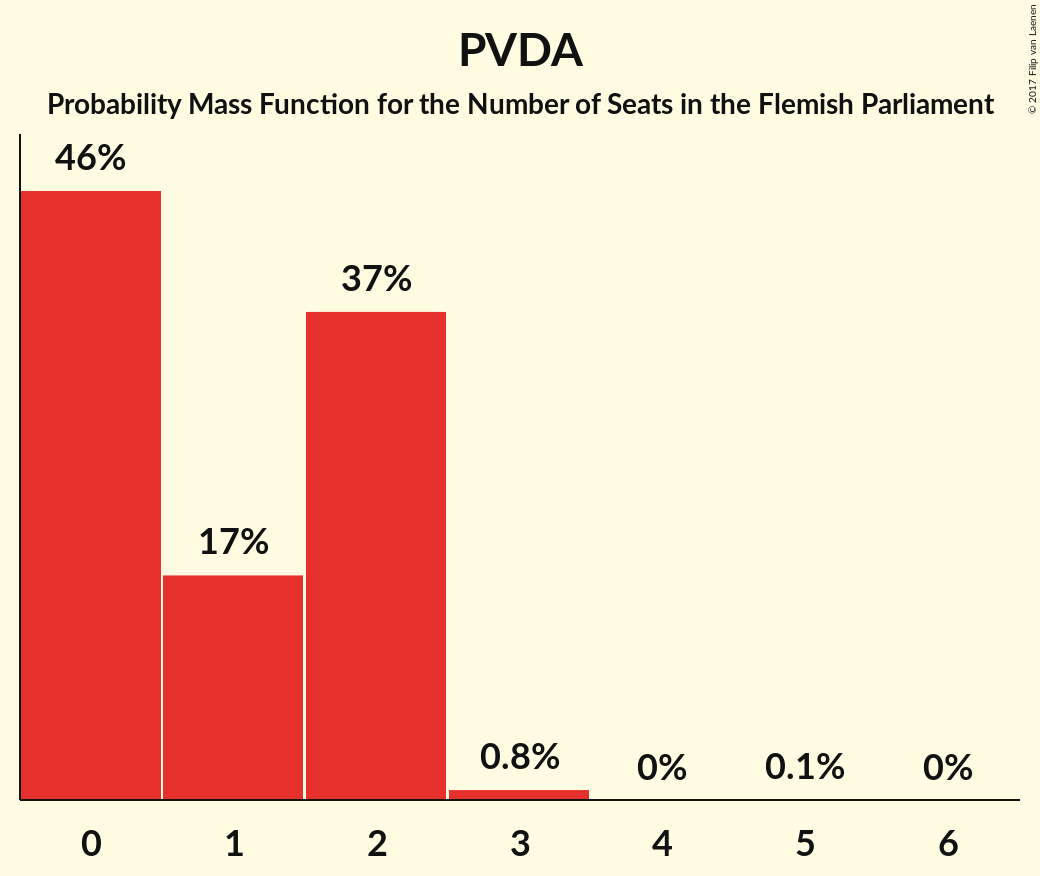 PVDA
Probability Mass Function for the Number of Seats in the Flemish Parliament
© 2017 Filip van Laenen
46%
37%
17%
0.8%
0%
0.1%
0%
0 1 2 3 4 5 6